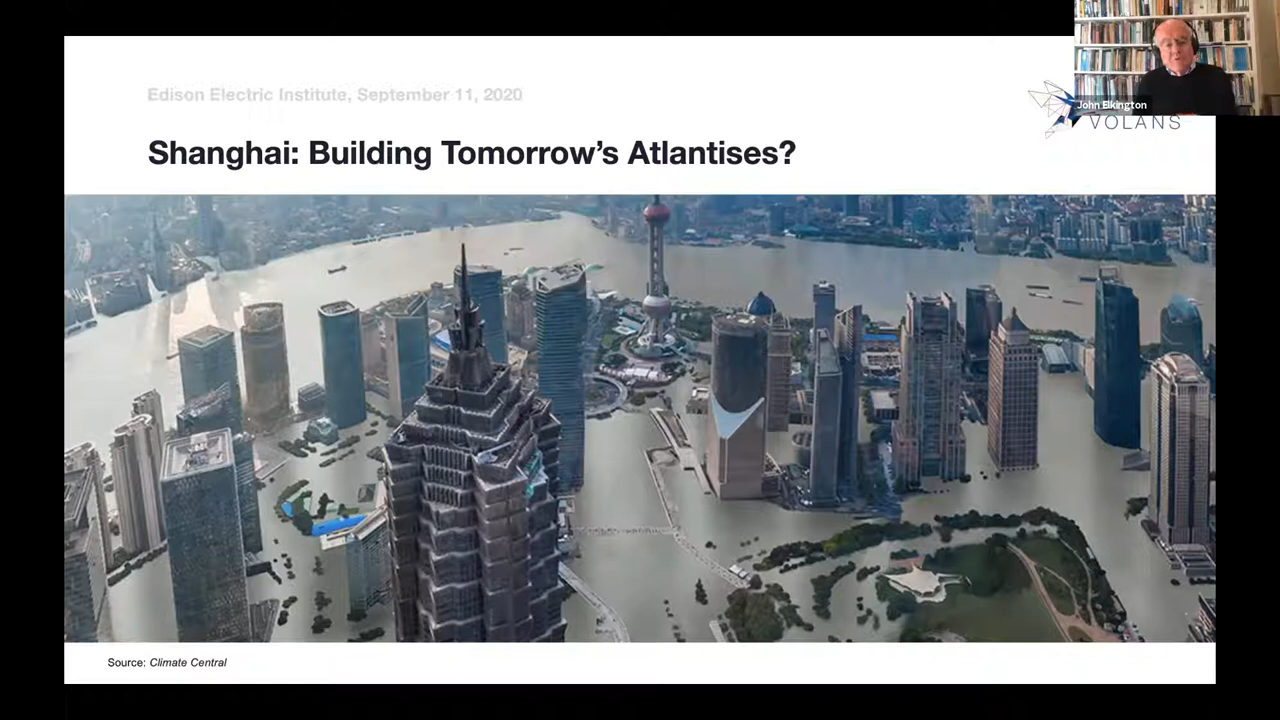 Edison Electric Institute, September 11, 2020
John Elkington
VOLANS
Shanghai: Building Tomorrow’s Atlantises?
Source: Climate Central